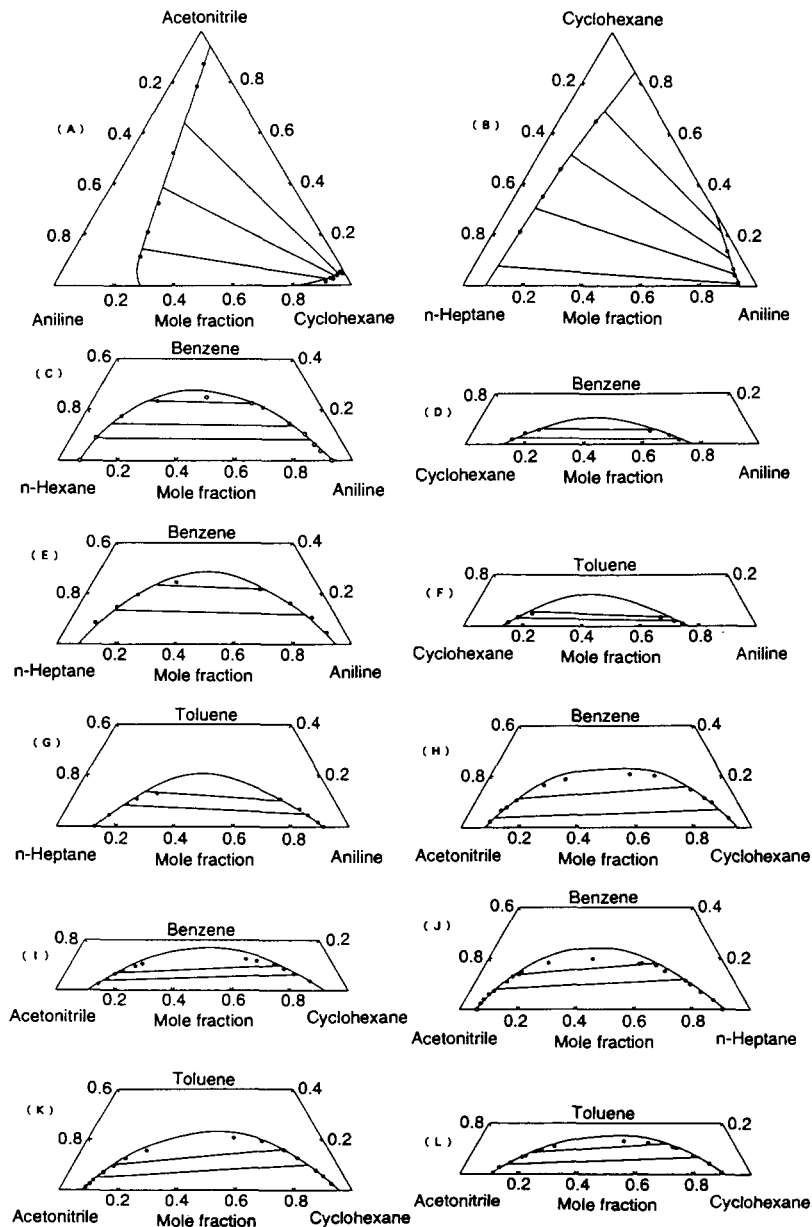 Acetonitrile
Cyclohexane
0.2
0.8
0.2
0.8
( A )
0.4
0.6
( B )
0.4
0.6
0.6
0.4
0.6
0.4
0.8
0.2
0.8
0.2
0.2
0.4
0.6
0.8
0.2
0.4
0.6
0.8
Aniline
Mole fraction
Cyclohexane
n-Heptane
Mole fraction
Aniline
0.6
Benzene
0.4
( C )
0.8
0.2
0.2
0.4
0.6
0.8
n-Hexane
Mole fraction
Aniline
0.8
Benzene
0.2
( D )
0.2
0.4
0.6
0.8
Cyclohexane
Mole fraction
Aniline
0.6
Benzene
0.4
( E )
0.8
0.2
0.2
0.4
0.6
0.8
n-Heptane
Mole fraction
Aniline
0.8
Toluene
0.2
( F )
0.2
0.4
0.6
0.8
Cyclohexane
Mole fraction
Aniline
0.6
Toluene
0.4
( G )
0.8
0.2
0.2
0.4
0.6
0.8
n-Heptane
Mole fraction
Aniline
0.6
Benzene
0.4
( H )
0.8
0.2
0.2
0.4
0.6
0.8
Acetonitrile
Mole fraction
Cyclohexane
0.8
Benzene
0.2
( I )
0.2
0.4
0.6
0.8
Acetonitrile
Mole fraction
Cyclohexane
0.6
Benzene
0.4
( J )
0.8
0.2
0.2
0.4
0.6
0.8
Acetonitrile
Mole fraction
n-Heptane
0.6
Toluene
0.4
( K )
0.8
0.2
0.2
0.4
0.6
0.8
Acetonitrile
Mole fraction
Cyclohexane
0.8
Toluene
0.2
( L )
0.2
0.4
0.6
0.8
Acetonitrile
Mole fraction
Cyclohexane